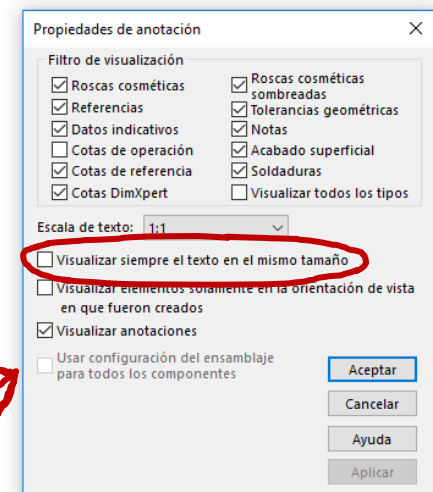 Propiedades de anotación
Filtro de visualización
Roscas cosméticas
Roscas cosméticas
sombreadas
Referencias
Tolerancias geométricas
Datos indicativos
Notas
Cotas de operación
Acabado superficial
Cotas de referencia
Soldaduras
Cotas DimXpert
Visualizar todos los tipos
Escala de texto: 1:1
Visualizar siempre el texto en el mismo tamaño
Visualizar elementos solamente en la orientación de vista
en que fueron creados
Visualizar anotaciones
Usar configuración del ensamblaje
para todos los componentes
Aceptar
Cancelar
Ayuda
Aplicar